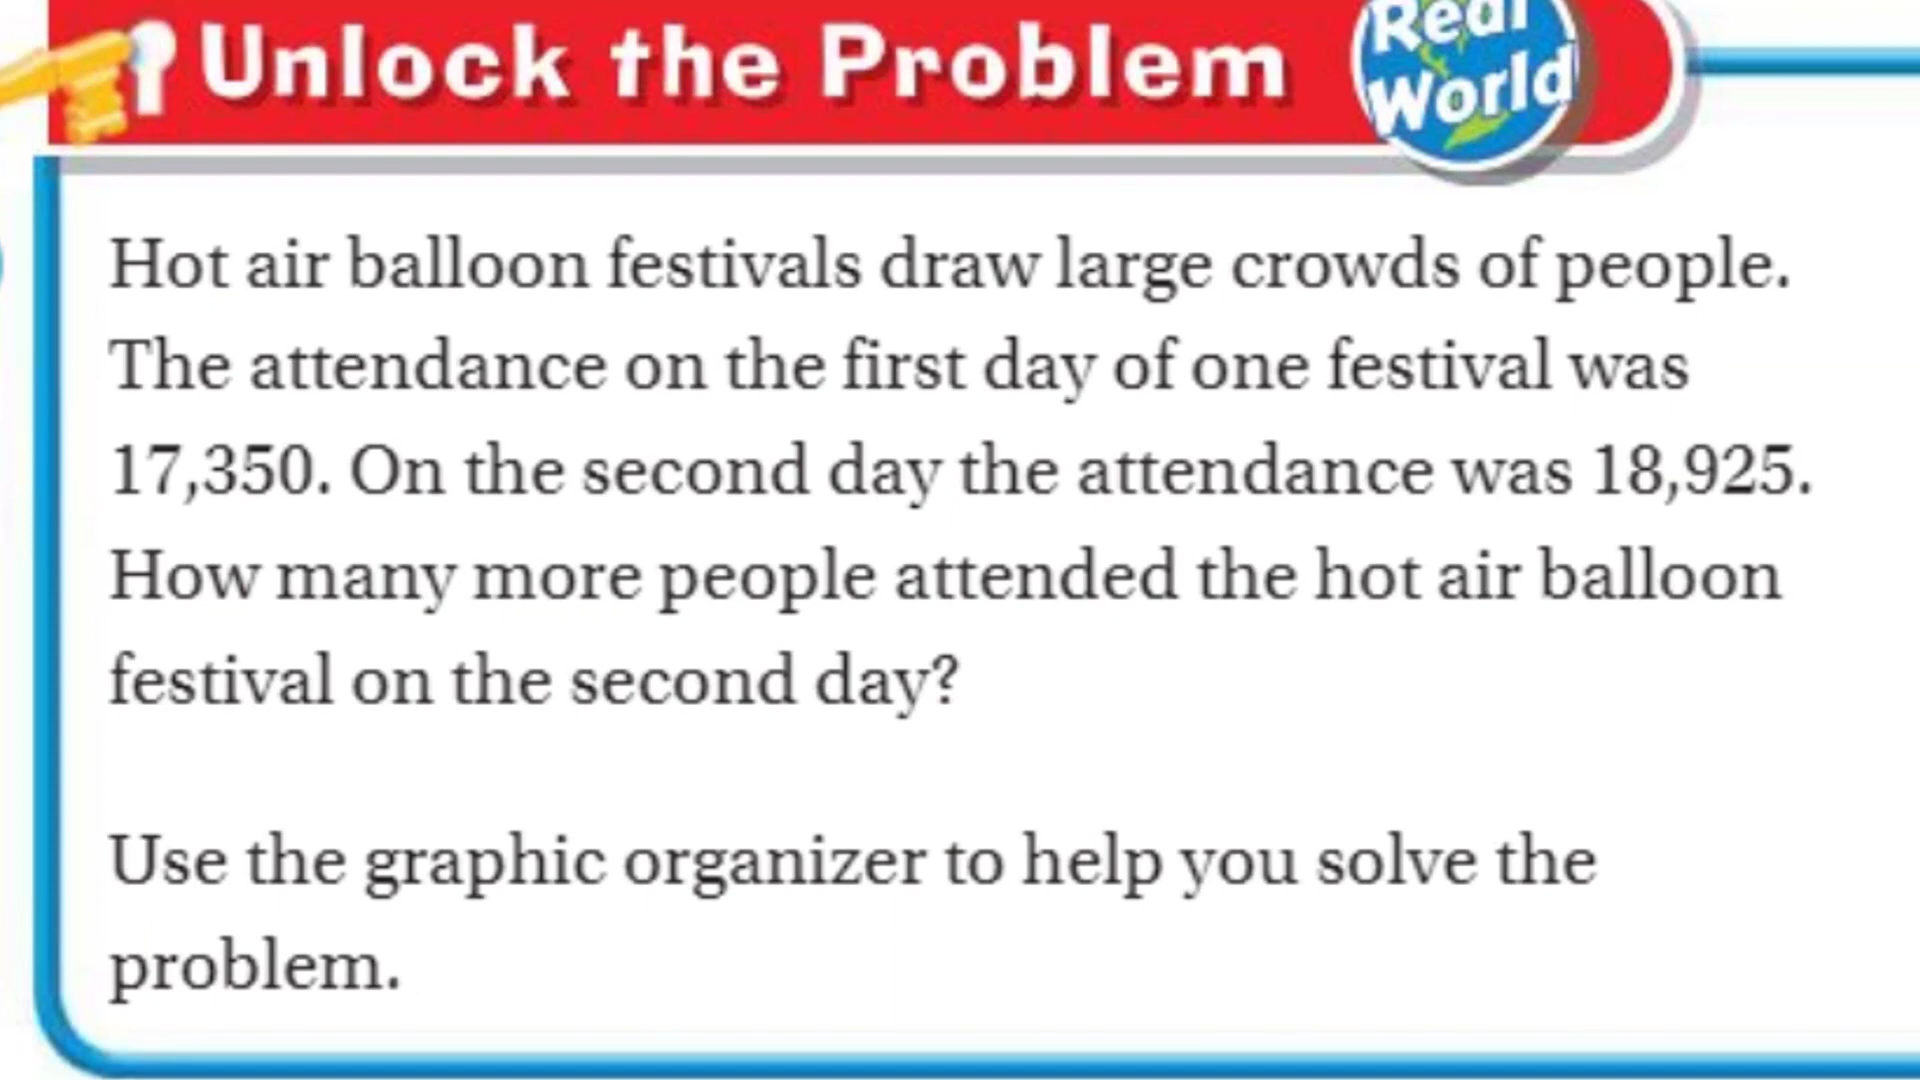 Unlock the Problem
Real
World
Hot air balloon festivals draw large crowds of people.
The attendance on the first day of one festival was
17,350. On the second day the attendance was 18,925.
How many more people attended the hot air balloon
festival on the second day?
Use the graphic organizer to help you solve the
problem.